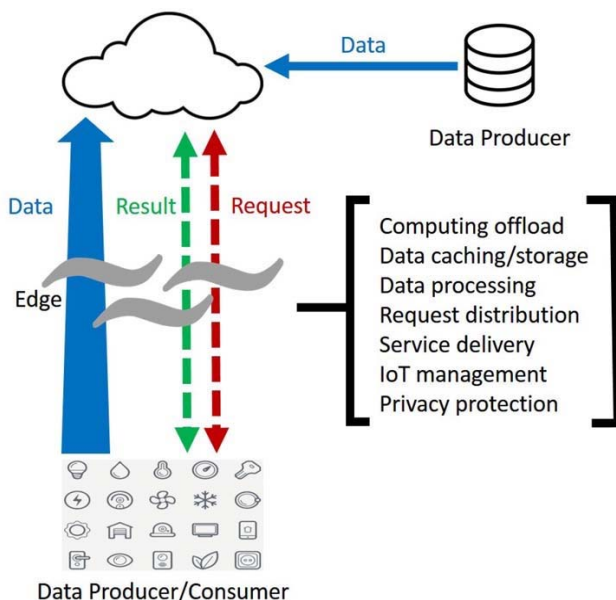 Data
Data Producer
Data
Result
Request
Edge
Computing offload
Data caching/storage
Data processing
Request distribution
Service delivery
IoT management
Privacy protection
Data Producer/Consumer